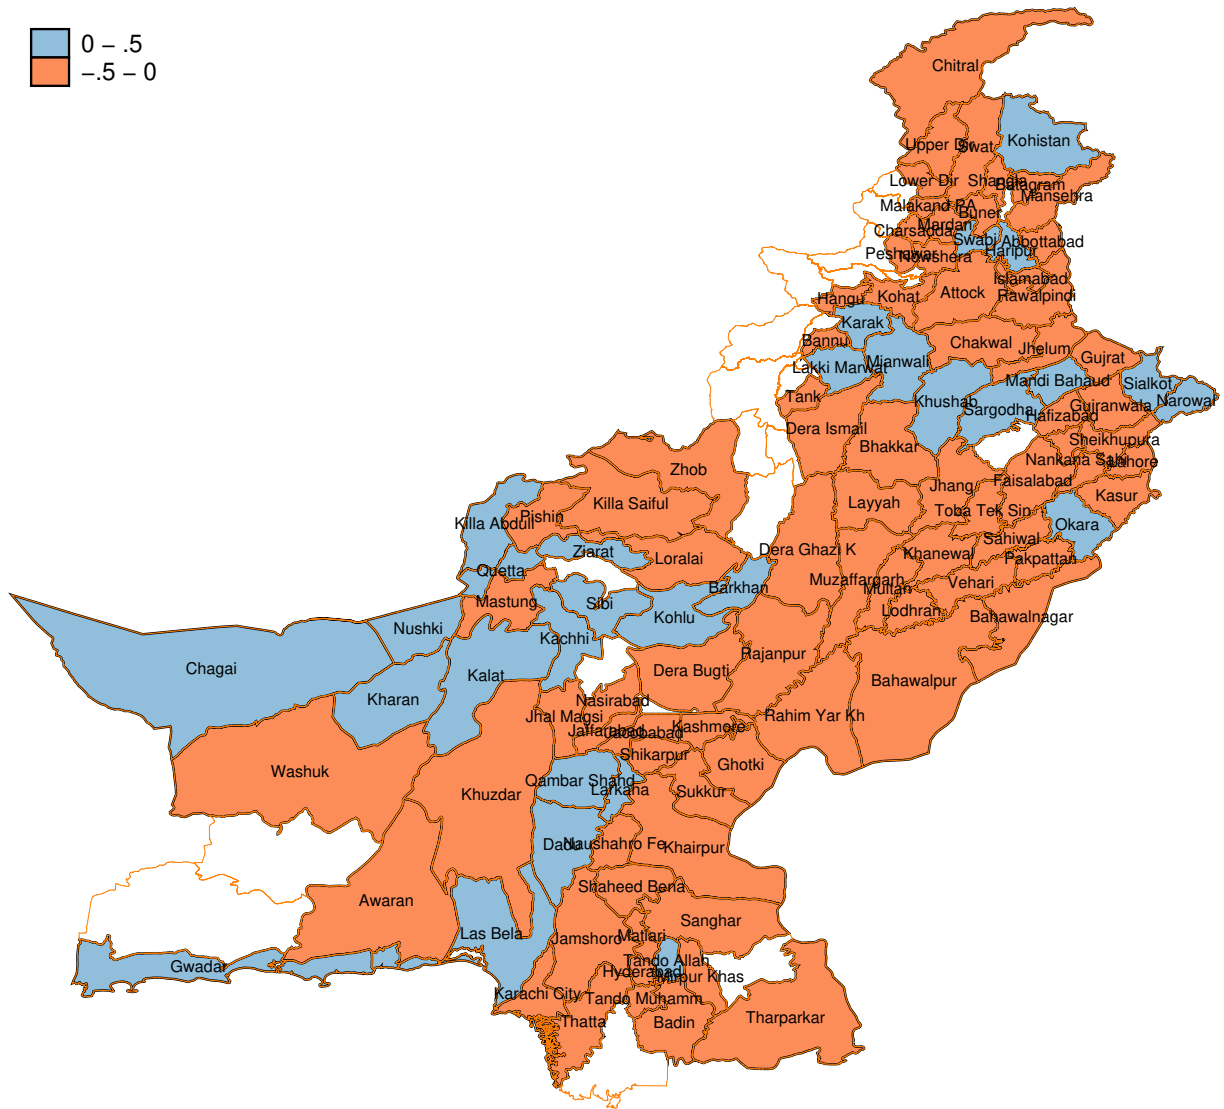 0 – .5
–.5 – 0
Chitral
Kohistan
Upper Dir
Swat
Lower Dir
Shangla
Batagram
Mansehra
Malakand PA
Buner
Mardan
Charsadda
Swabi
Abbottabad
Haripur
Peshawar
Nowshera
Islamabad
Attock
Rawalpindi
Hangu
Kohat
Karak
Bannu
Chakwal
Jhelum
Gujrat
Mianwali
Lakki Marwat
Mandi Bahaud
Sialkot
Tank
Khushab
Narowal
Sargodha
Gujranwala
Hafizabad
Dera Ismail
Bhakkar
Sheikhupura
Nankana Sahi
Lahore
Zhob
Jhang
Faisalabad
Kasur
Killa Saiful
Layyah
Toba Tek Sin
Pishin
Killa Abdull
Okara
Sahiwal
Ziarat
Loralai
Dera Ghazi K
Khanewal
Pakpattan
Quetta
Muzaffargarh
Multan
Vehari
Barkhan
Mastung
Sibi
Lodhran
Bahawalnagar
Kohlu
Nushki
Kachhi
Rajanpur
Chagai
Kalat
Dera Bugti
Bahawalpur
Kharan
Nasirabad
Jhal Magsi
Rahim Yar Kh
Jaffarabad
Jacobabad
Kashmore
Shikarpur
Ghotki
Washuk
Qambar Shahd
Larkana
Khuzdar
Sukkur
Dadu
Naushahro Fe
Khairpur
Shaheed Bena
Awaran
Sanghar
Las Bela
Jamshoro
Matiari
Tando Allah
Gwadar
Hyderabad
Mirpur Khas
Karachi City
Tando Muhamm
Thatta
Badin
Tharparkar